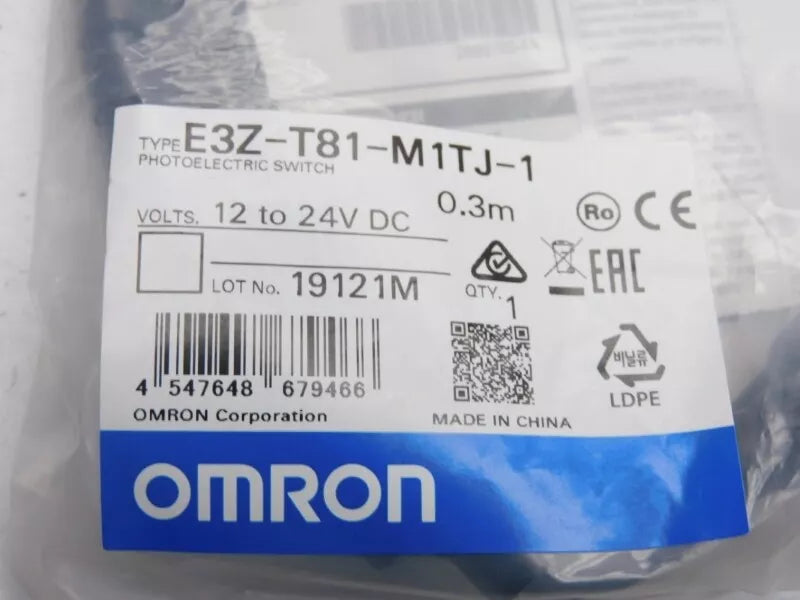 TYPE E3Z-T81-M1TJ-1
PHOTOELECTRIC SWITCH
0.3m
VOLTS. 12 to 24V DC
Ro CE
LOT No. 19121M
QTY. 1
EAC
4 547648 679466
비닐류
LDPE
OMRON Corporation
MADE IN CHINA
OMRON